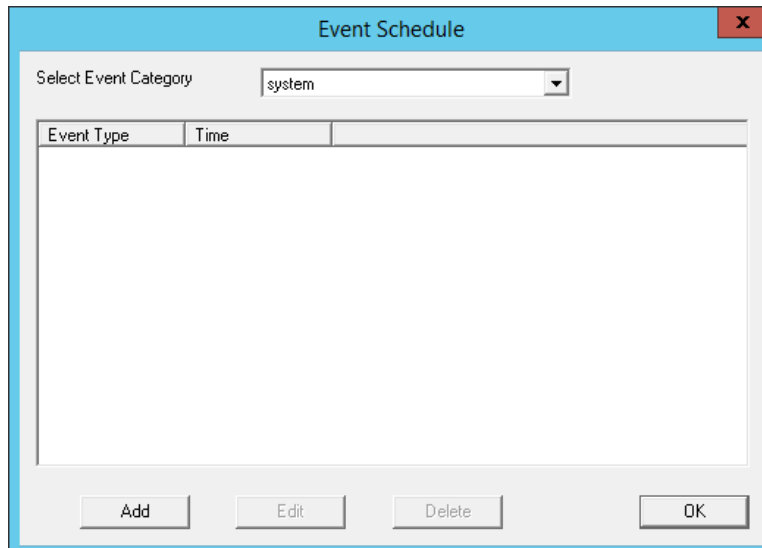 Event Schedule
x
Select Event Category
system
Event Type Time
Add Edit Delete OK